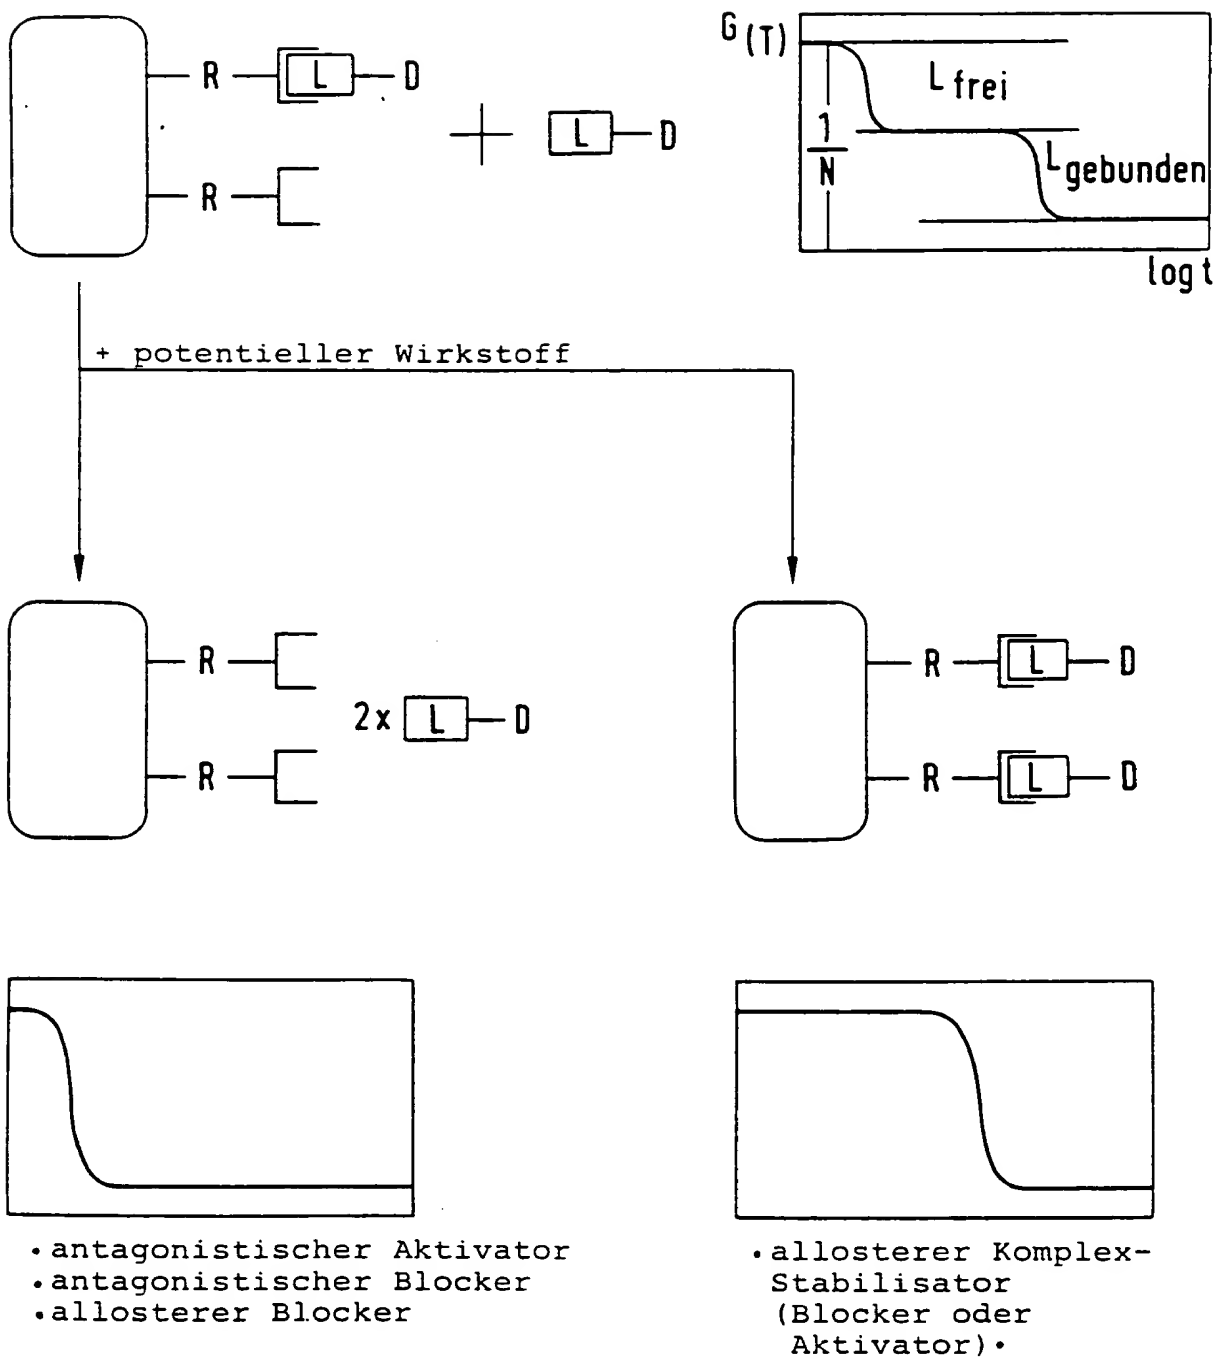 R L D
L D
R
G(T)
L frei
1
N
L gebunden
log t
+ potentieller Wirkstoff
R
2x L D
R
R L D
R L D
• antagonistischer Aktivator
• antagonistischer Blocker
• allosterer Blocker
• allosterer Komplex-
Stabilisator
(Blocker oder
Aktivator)•